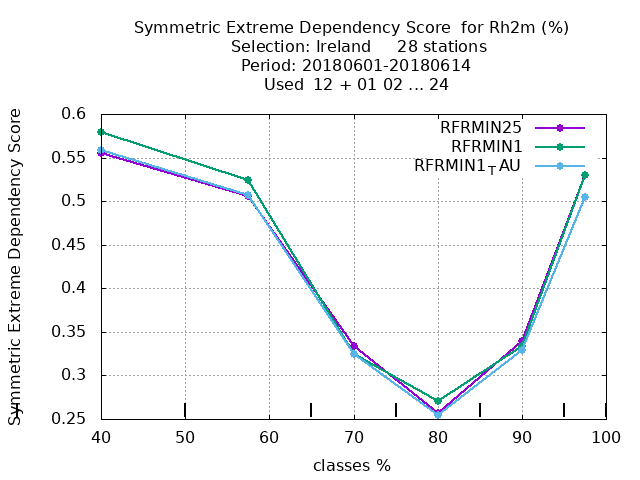 Symmetric Extreme Dependency Score  for Rh2m (%)
Selection: Ireland     28 stations
Period: 20180601-20180614
Used  12 + 01 02 ... 24
Symmetric Extreme Dependency Score
0.6
0.55
0.5
0.45
0.4
0.35
0.3
0.25
RFRMIN25
RFRMIN1
RFRMIN1TAU
40 50 60 70 80 90 100
classes %